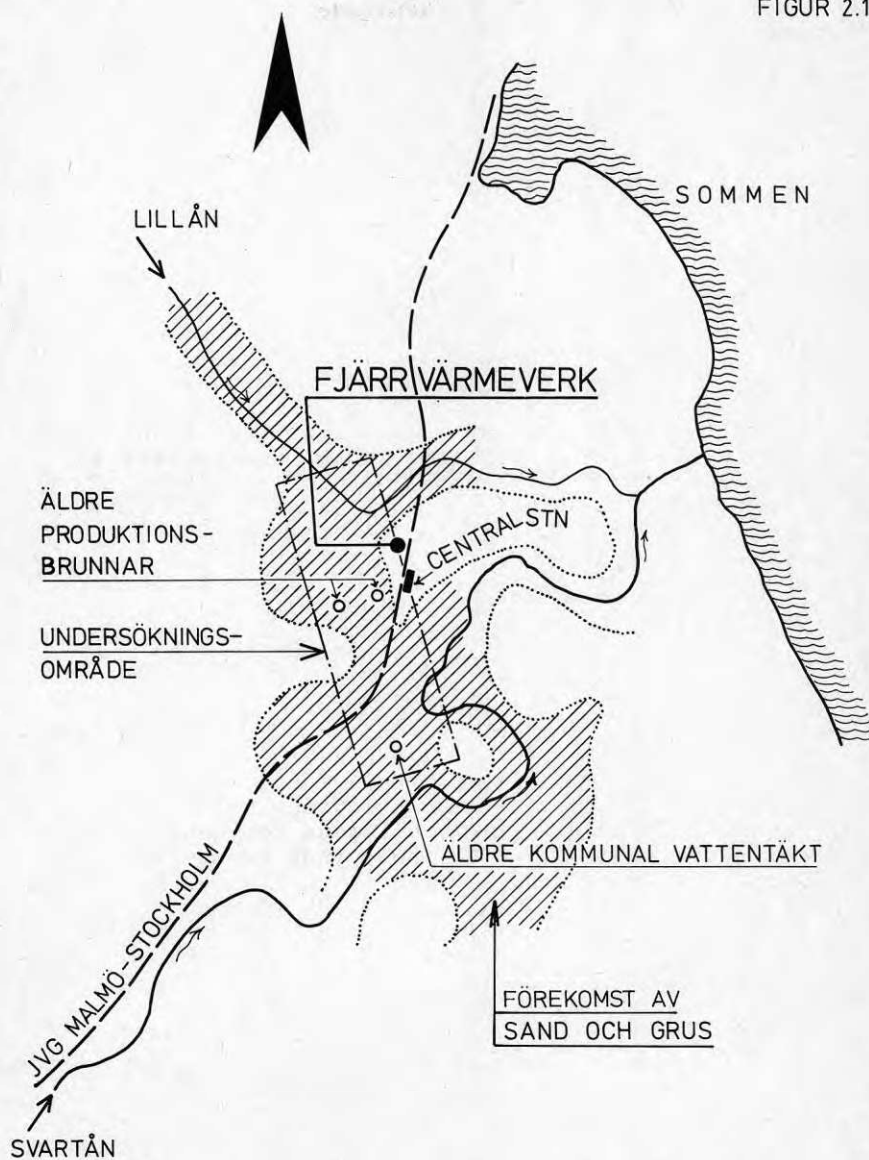 FIGUR 2.1
SOMMEN
LILLÅN
FJÄRRVÄRMEVERK
ÄLDRE
PRODUKTIONS-
BRUNNAR
CENTRALSTN
UNDERSÖKNINGS-
OMRÅDE
ÄLDRE KOMMUNAL VATTENTÄKT
JVG MALMÖ-STOCKHOLM
FÖREKOMST AV
SAND OCH GRUS
SVARTÅN